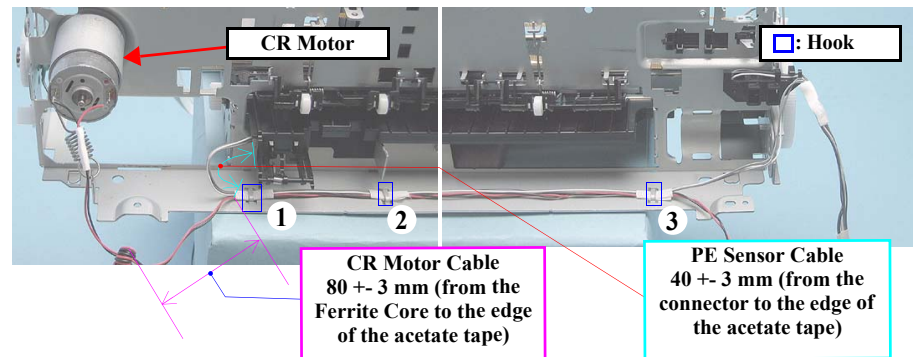 CR Motor
: Hook
1
2
3
CR Motor Cable
80 +- 3 mm (from the
Ferrite Core to the edge
of the acetate tape)
PE Sensor Cable
40 +- 3 mm (from the
connector to the edge of
the acetate tape)